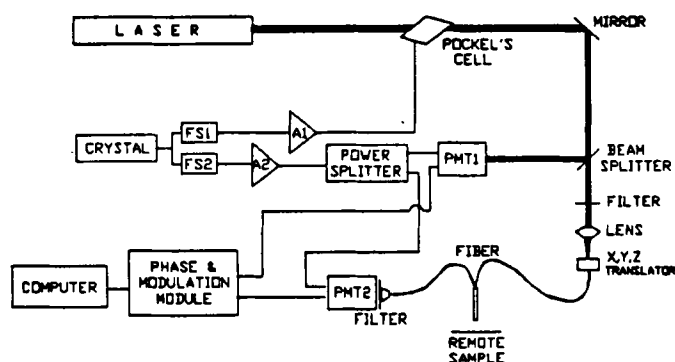 LASER
POCKEL'S
CELL
MIRROR
CRYSTAL
FS1
FS2
A1
A2
POWER
SPLITTER
PMT1
BEAM
SPLITTER
FILTER
LENS
X,Y,Z
TRANSLATOR
FIBER
COMPUTER
PHASE &
MODULATION
MODULE
PMT2
FILTER
REMOTE
SAMPLE